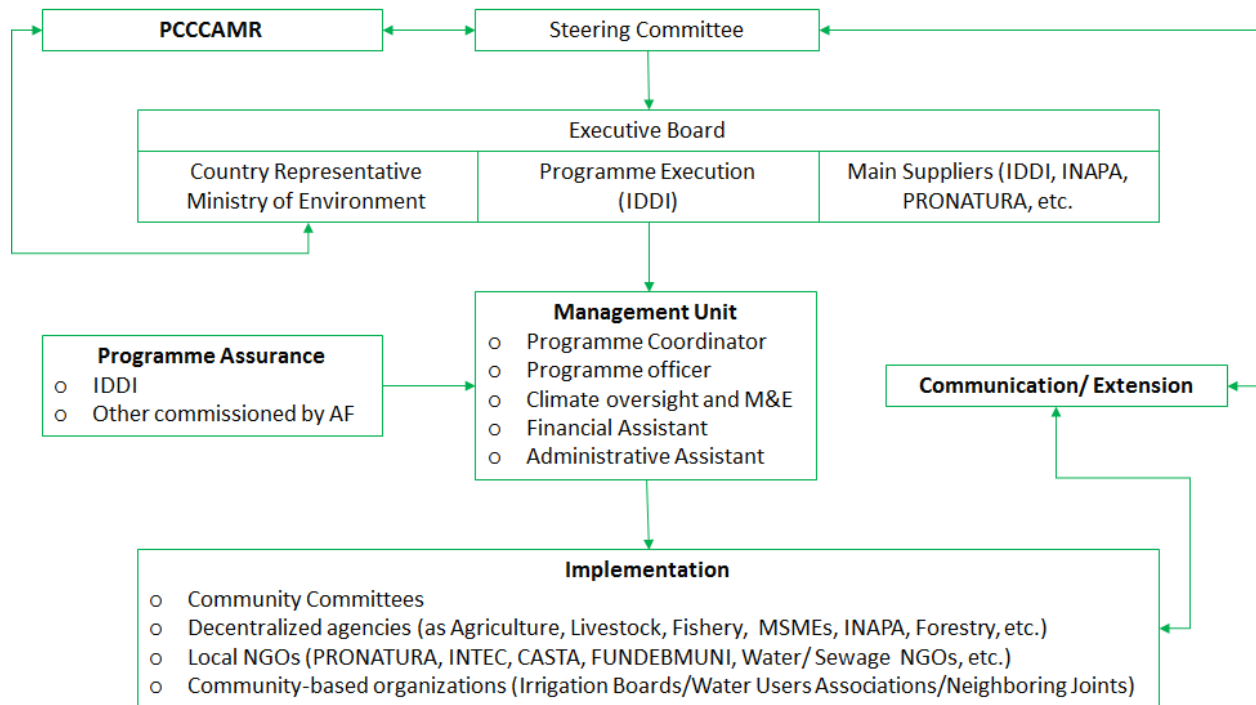 PCCCAMR
Steering Committee
Executive Board
Country Representative
Ministry of Environment
Programme Execution
(IDDI)
Main Suppliers (IDDI, INAPA,
PRONATURA, etc.
Management Unit
o Programme Coordinator
o Programme officer
o Climate oversight and M&E
o Financial Assistant
o Administrative Assistant
Programme Assurance
o IDDI
o Other commissioned by AF
Communication/ Extension
Implementation
o Community Committees
o Decentralized agencies (as Agriculture, Livestock, Fishery, MSMEs, INAPA, Forestry, etc.)
o Local NGOs (PRONATURA, INTEC, CASTA, FUNDEBMUNI, Water/ Sewage NGOs, etc.)
o Community-based organizations (Irrigation Boards/Water Users Associations/Neighboring Joints)